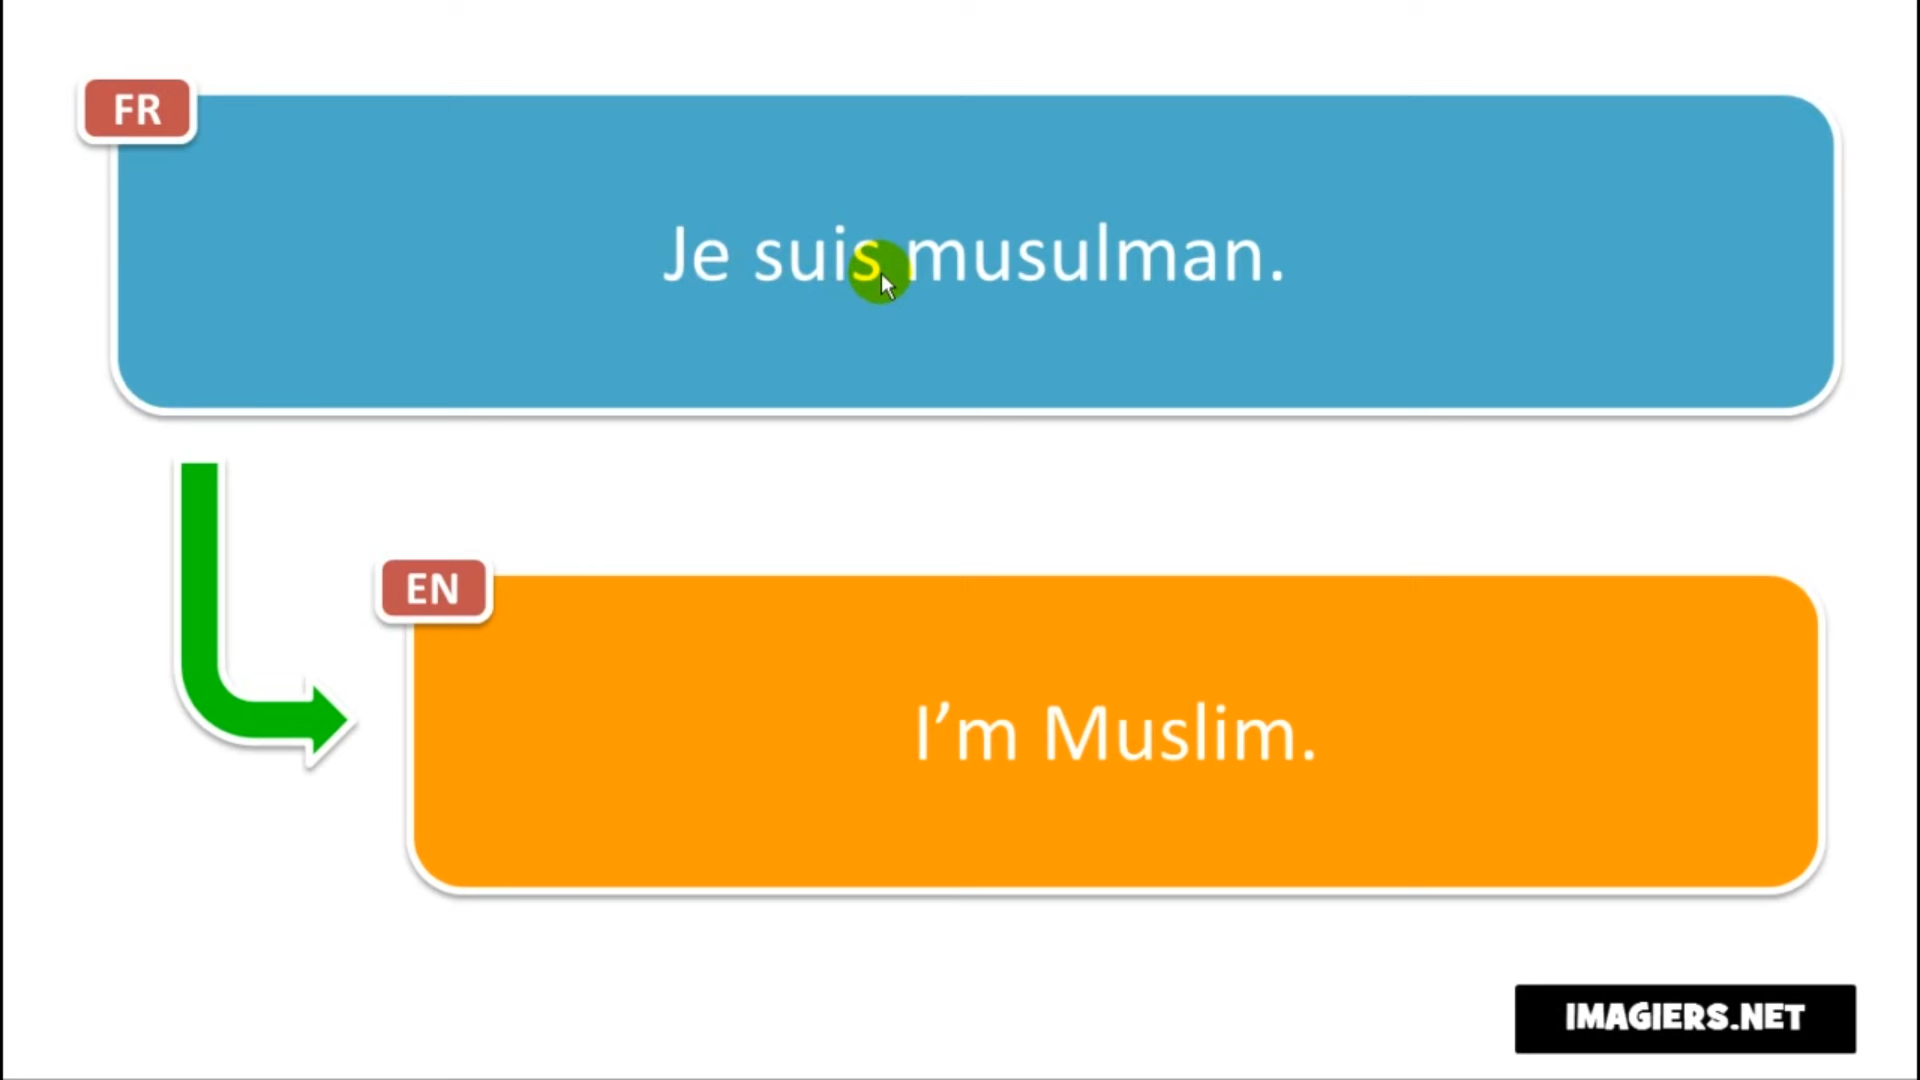 FR
Je suis musulman.
EN
I’m Muslim.
IMAGIERS.NET